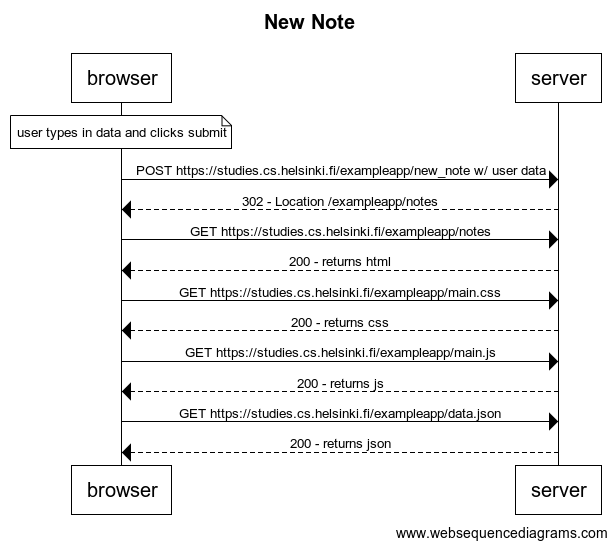 New Note
browser server
user types in data and clicks submit
POST https://studies.cs.helsinki.fi/exampleapp/new_note w/ user data
302 - Location /exampleapp/notes
GET https://studies.cs.helsinki.fi/exampleapp/notes
200 - returns html
GET https://studies.cs.helsinki.fi/exampleapp/main.css
200 - returns css
GET https://studies.cs.helsinki.fi/exampleapp/main.js
200 - returns js
GET https://studies.cs.helsinki.fi/exampleapp/data.json
200 - returns json
browser server
www.websequencediagrams.com